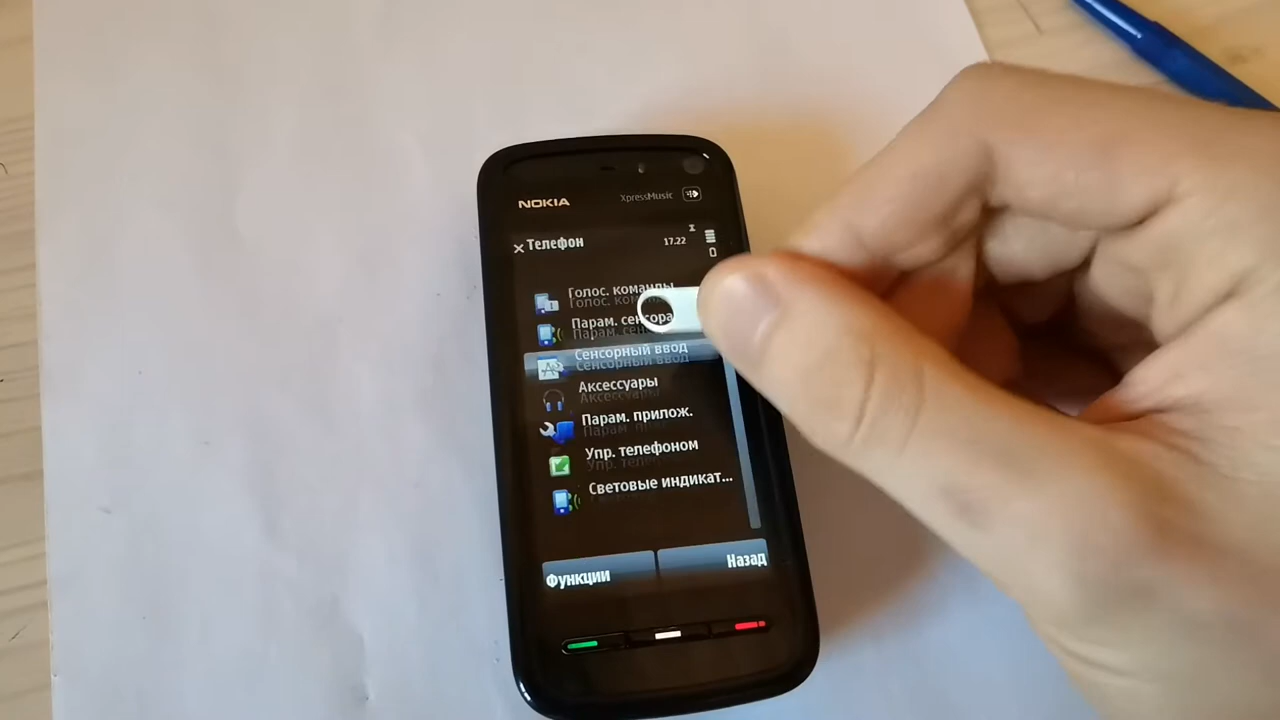 NOKIA XpressMusic
Телефон 17.22
Голос. команды
Парам. сенсора
Сенсорный ввод
Аксессуары
Парам. прилож.
Упр. телефоном
Световые индикат...
Функции Назад